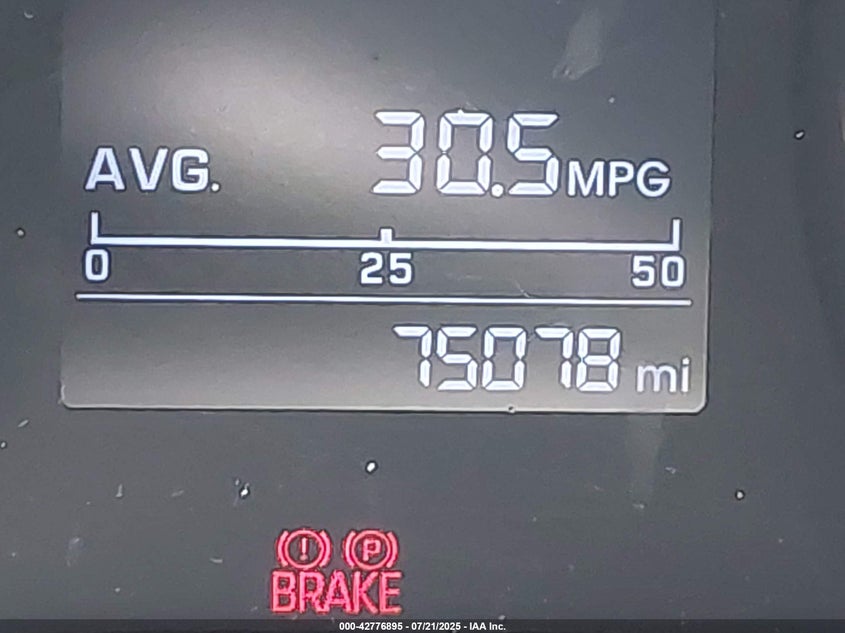 AVG. 30.5 MPG
0 25 50
75078 mi
(!) (P)
BRAKE
000-42776895 - 07/21/2025 - IAA Inc.